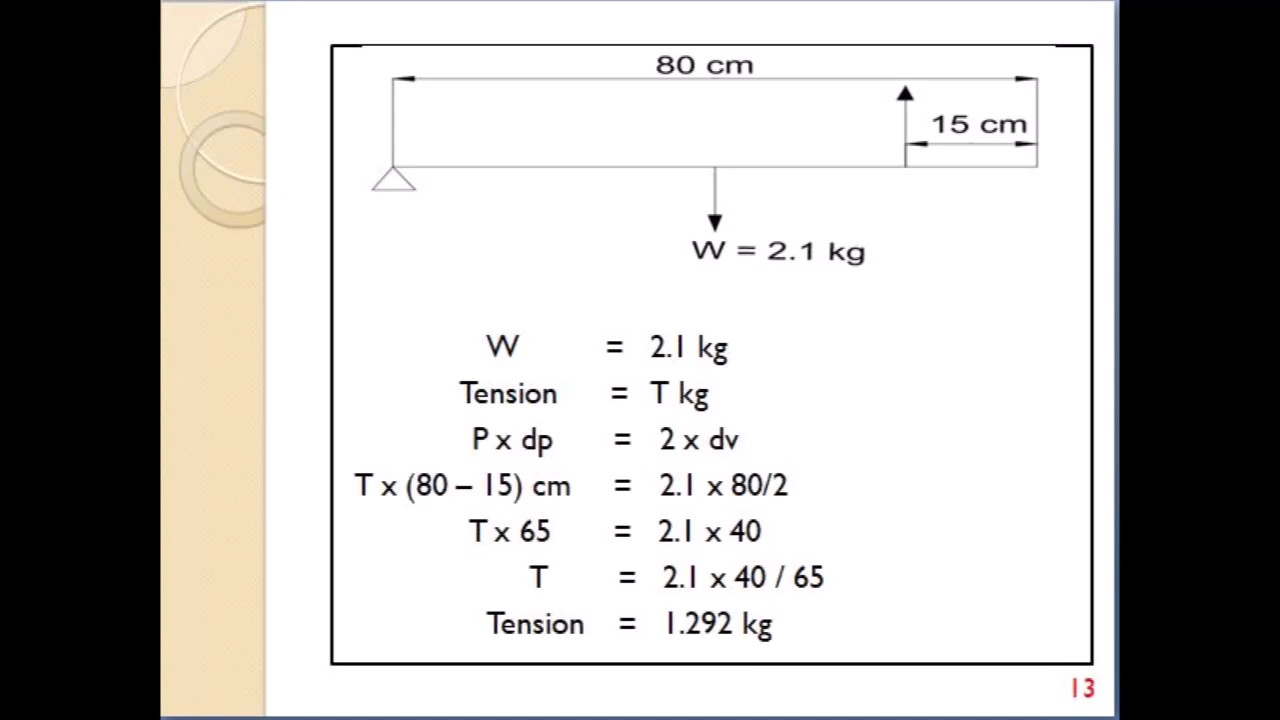 80 cm
15 cm
W = 2.1 kg
W = 2.1 kg
Tension = T kg
P x dp = 2 x dv
T x (80 – 15) cm = 2.1 x 80/2
T x 65 = 2.1 x 40
T = 2.1 x 40 / 65
Tension = 1.292 kg
13